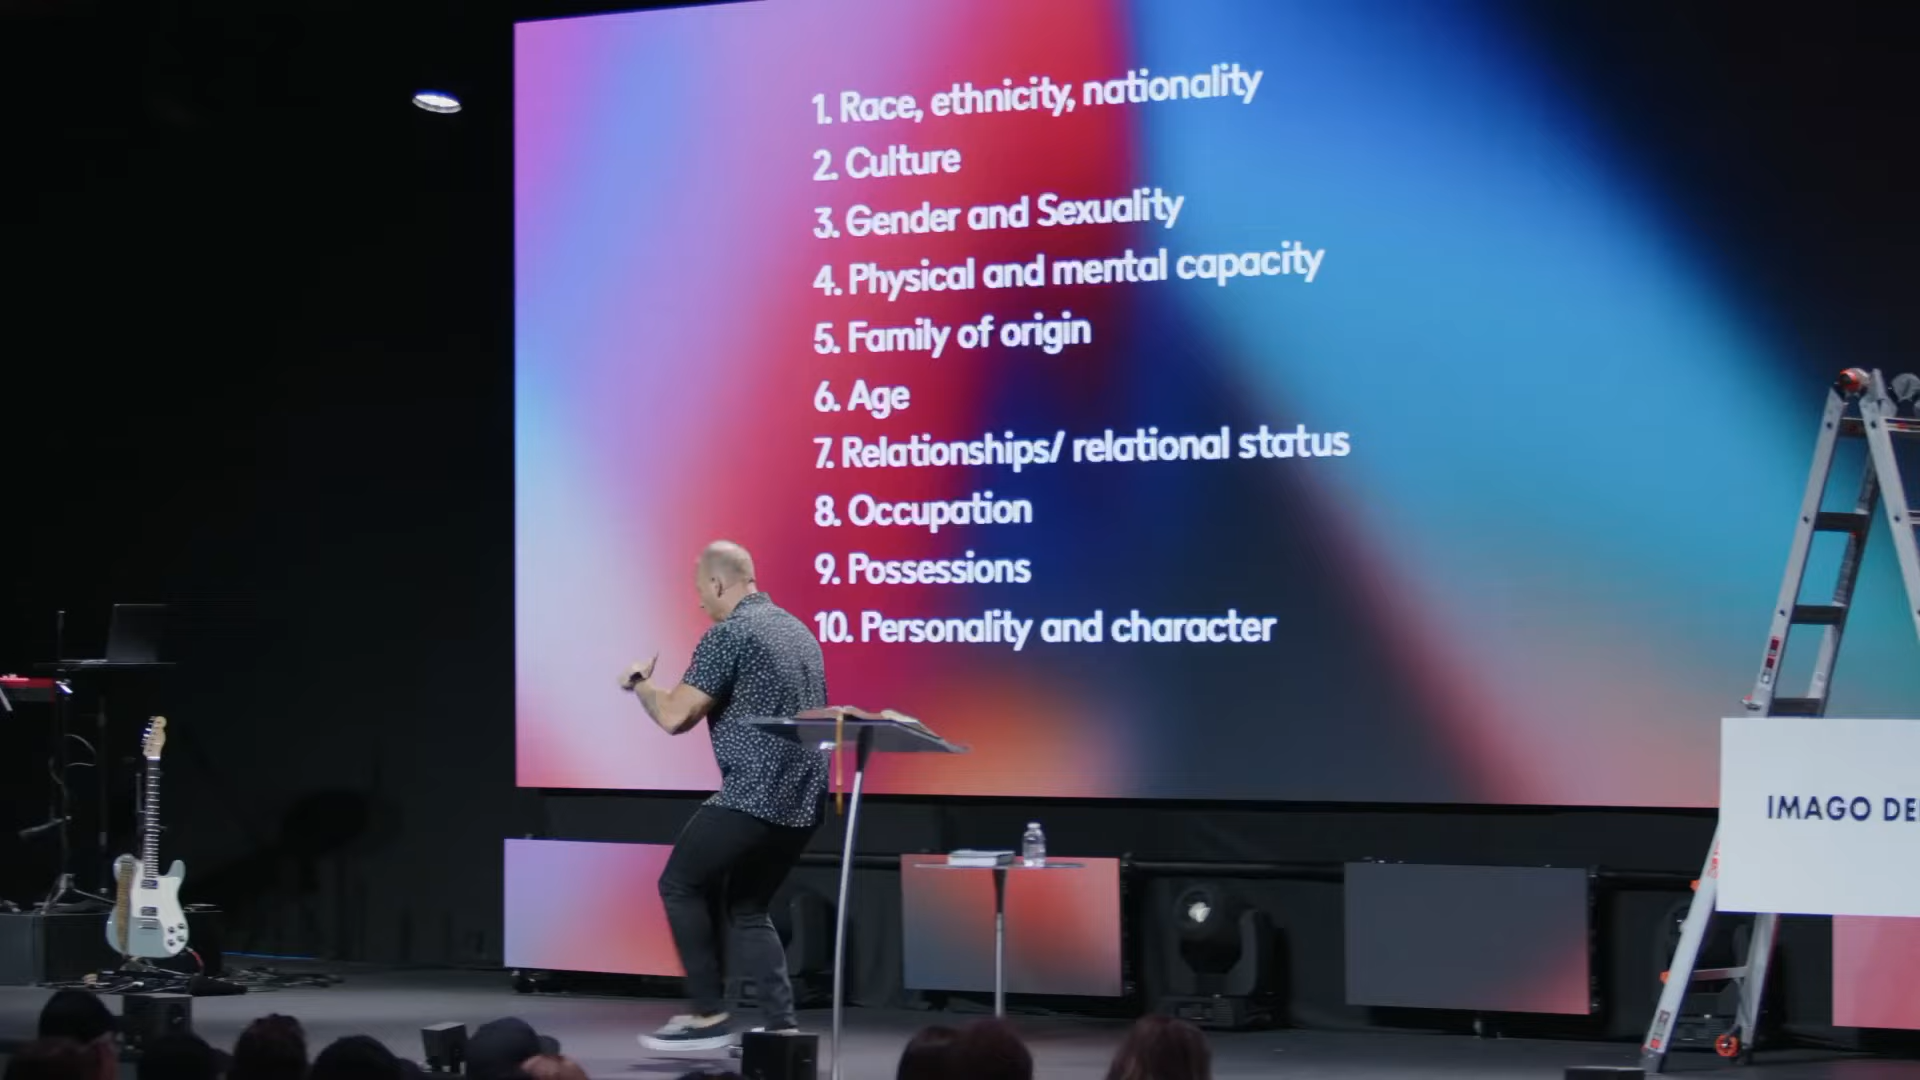 1. Race, ethnicity, nationality
2. Culture
3. Gender and Sexuality
4. Physical and mental capacity
5. Family of origin
6. Age
7. Relationships/ relational status
8. Occupation
9. Possessions
10. Personality and character
IMAGO DE